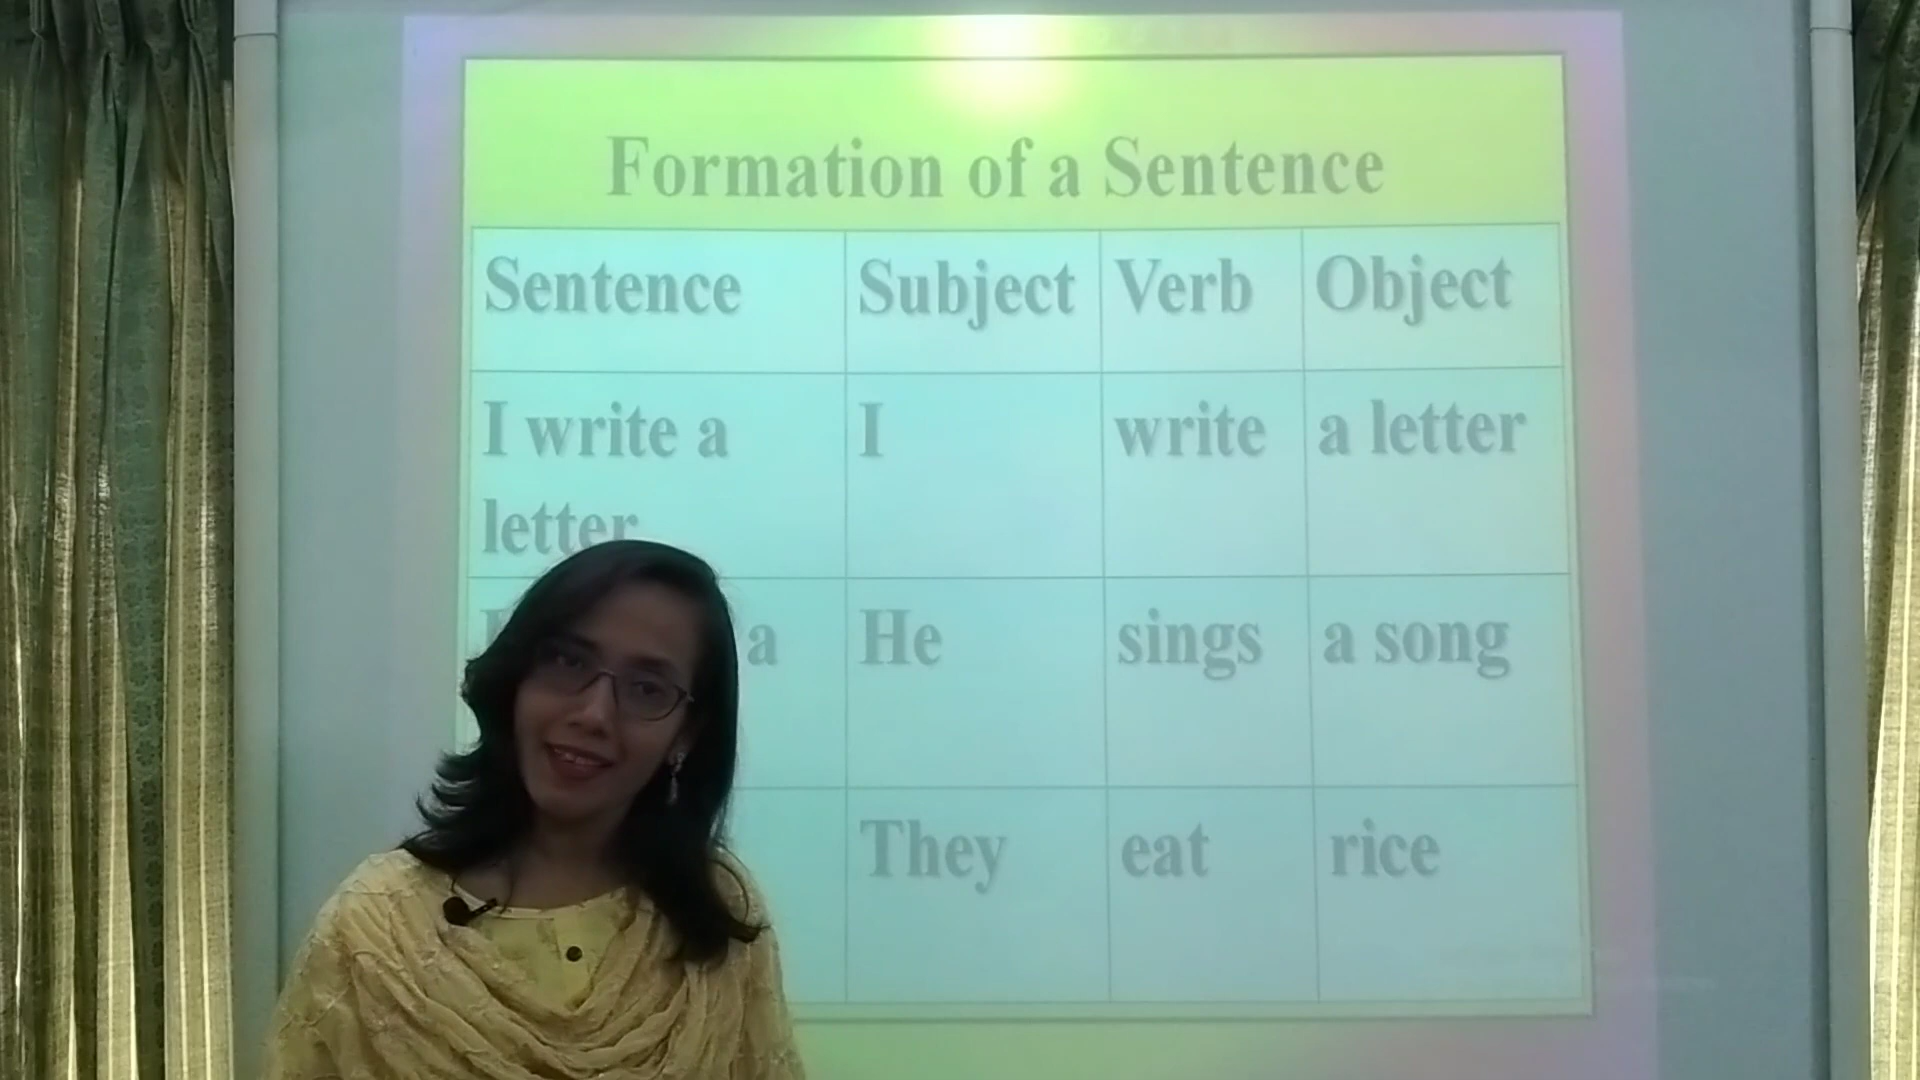 Formation of a Sentence
Sentence Subject Verb Object
I write a I write a letter
letter
a He sings a song
They eat rice